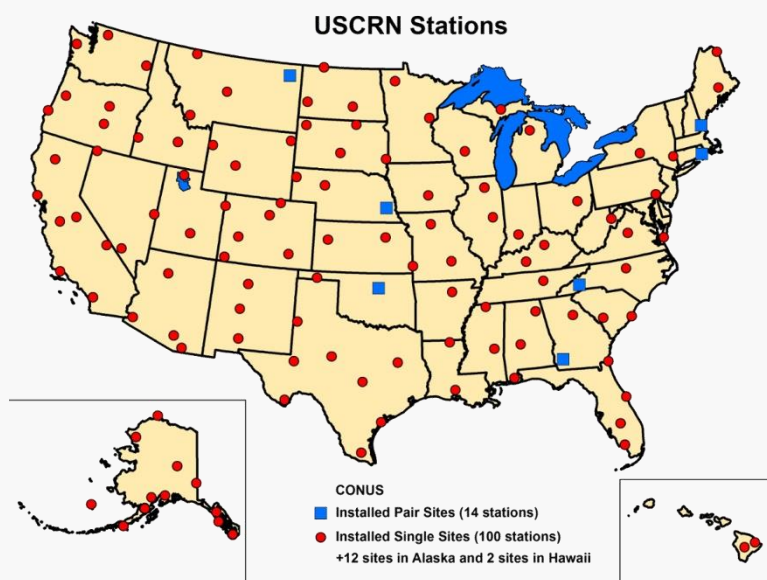 USCRN Stations
CONUS
Installed Pair Sites (14 stations)
Installed Single Sites (100 stations)
+12 sites in Alaska and 2 sites in Hawaii